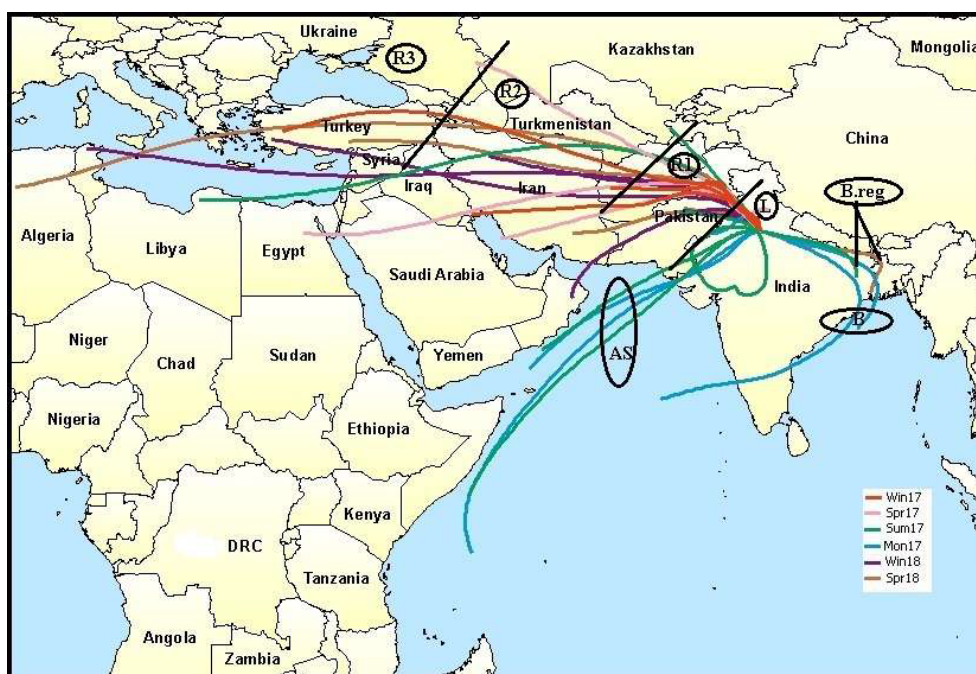 Ukraine
R3
Kazakhstan
Mongolia
R2
Turkmenistan
Turkey
China
Syria
R1
Iraq
Iran
B.reg
Pakistan
L
Algeria
Libya
Egypt
Saudi Arabia
India
B
Niger
Chad
Sudan
Yemen
AS
Nigeria
Ethiopia
Win17
Spr17
Sum17
Mon17
Win18
Spr18
Kenya
DRC
Tanzania
Angola
Zambia